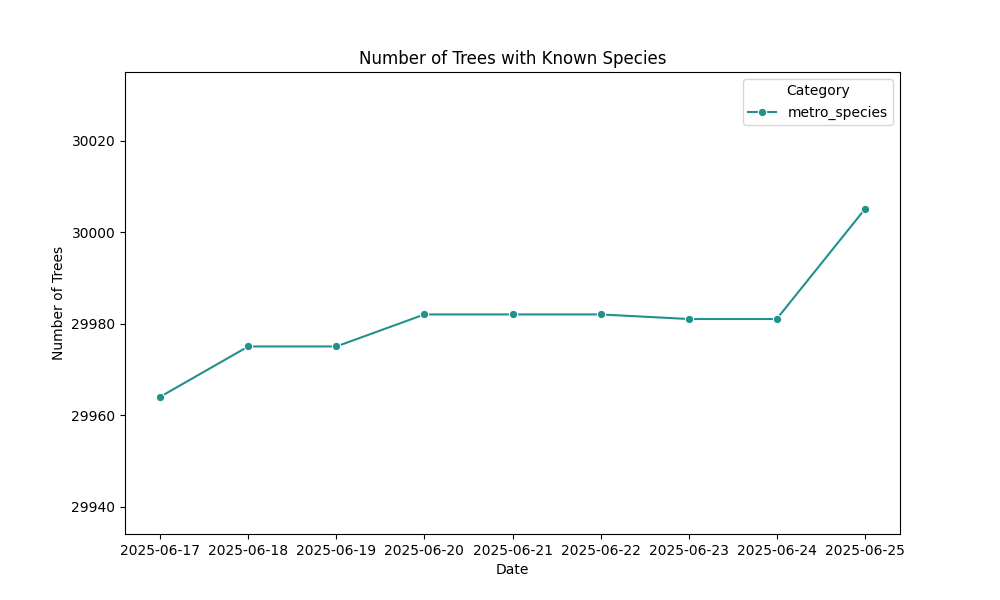 Number of Trees with Known Species
Category
metro_species
30020
30000
29980
29960
29940
Number of Trees
2025-06-17 2025-06-18 2025-06-19 2025-06-20 2025-06-21 2025-06-22 2025-06-23 2025-06-24 2025-06-25
Date